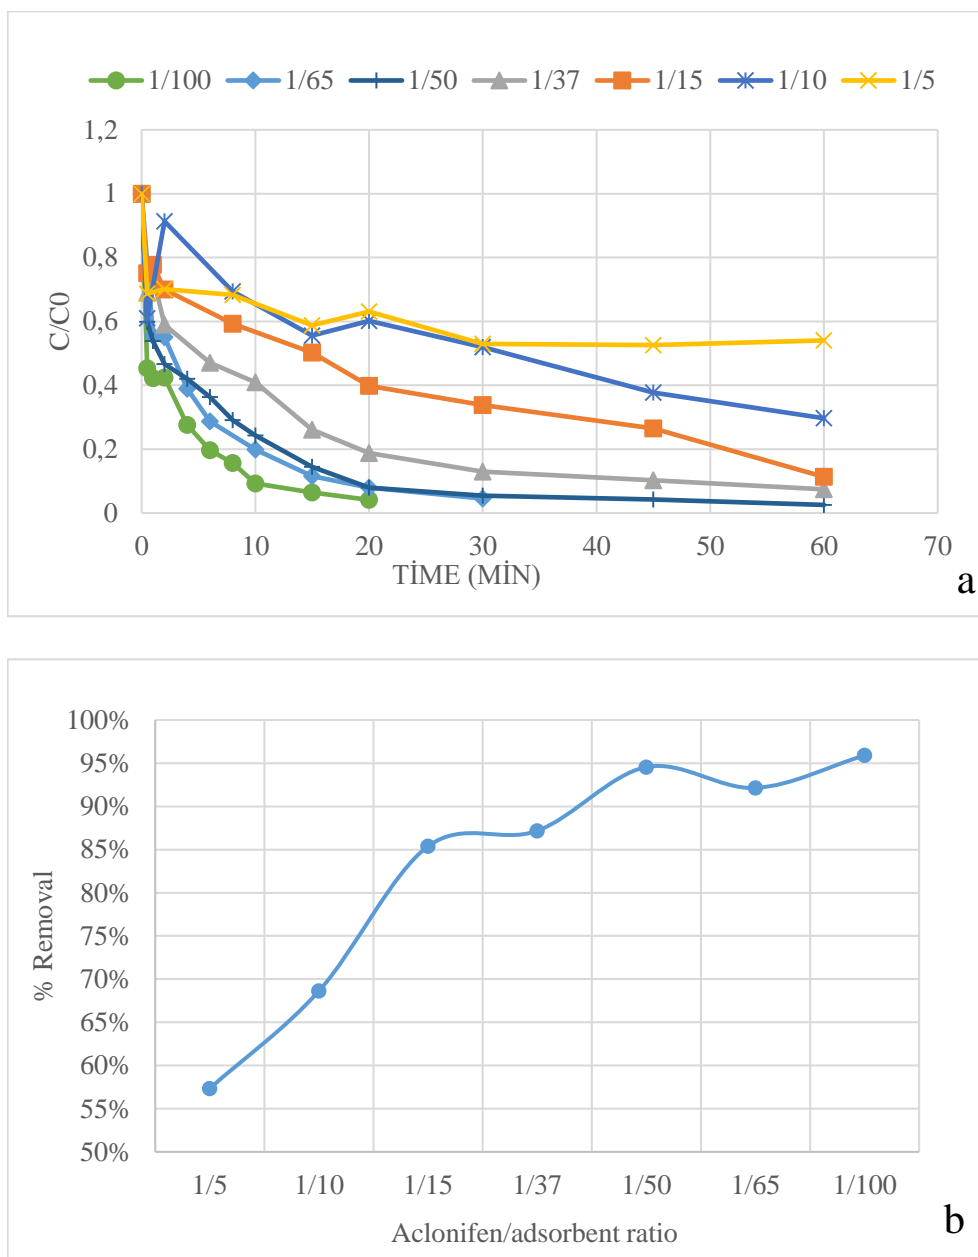 1/100 1/65 1/50 1/37 1/15 1/10 1/5
1,2
1
0,8
0,6
0,4
0,2
0
C/C0
0 10 20 30 40 50 60 70
TİME (MİN)
a
100%
95%
90%
85%
80%
75%
70%
65%
60%
55%
50%
% Removal
1/5 1/10 1/15 1/37 1/50 1/65 1/100
Aclonifen/adsorbent ratio
b